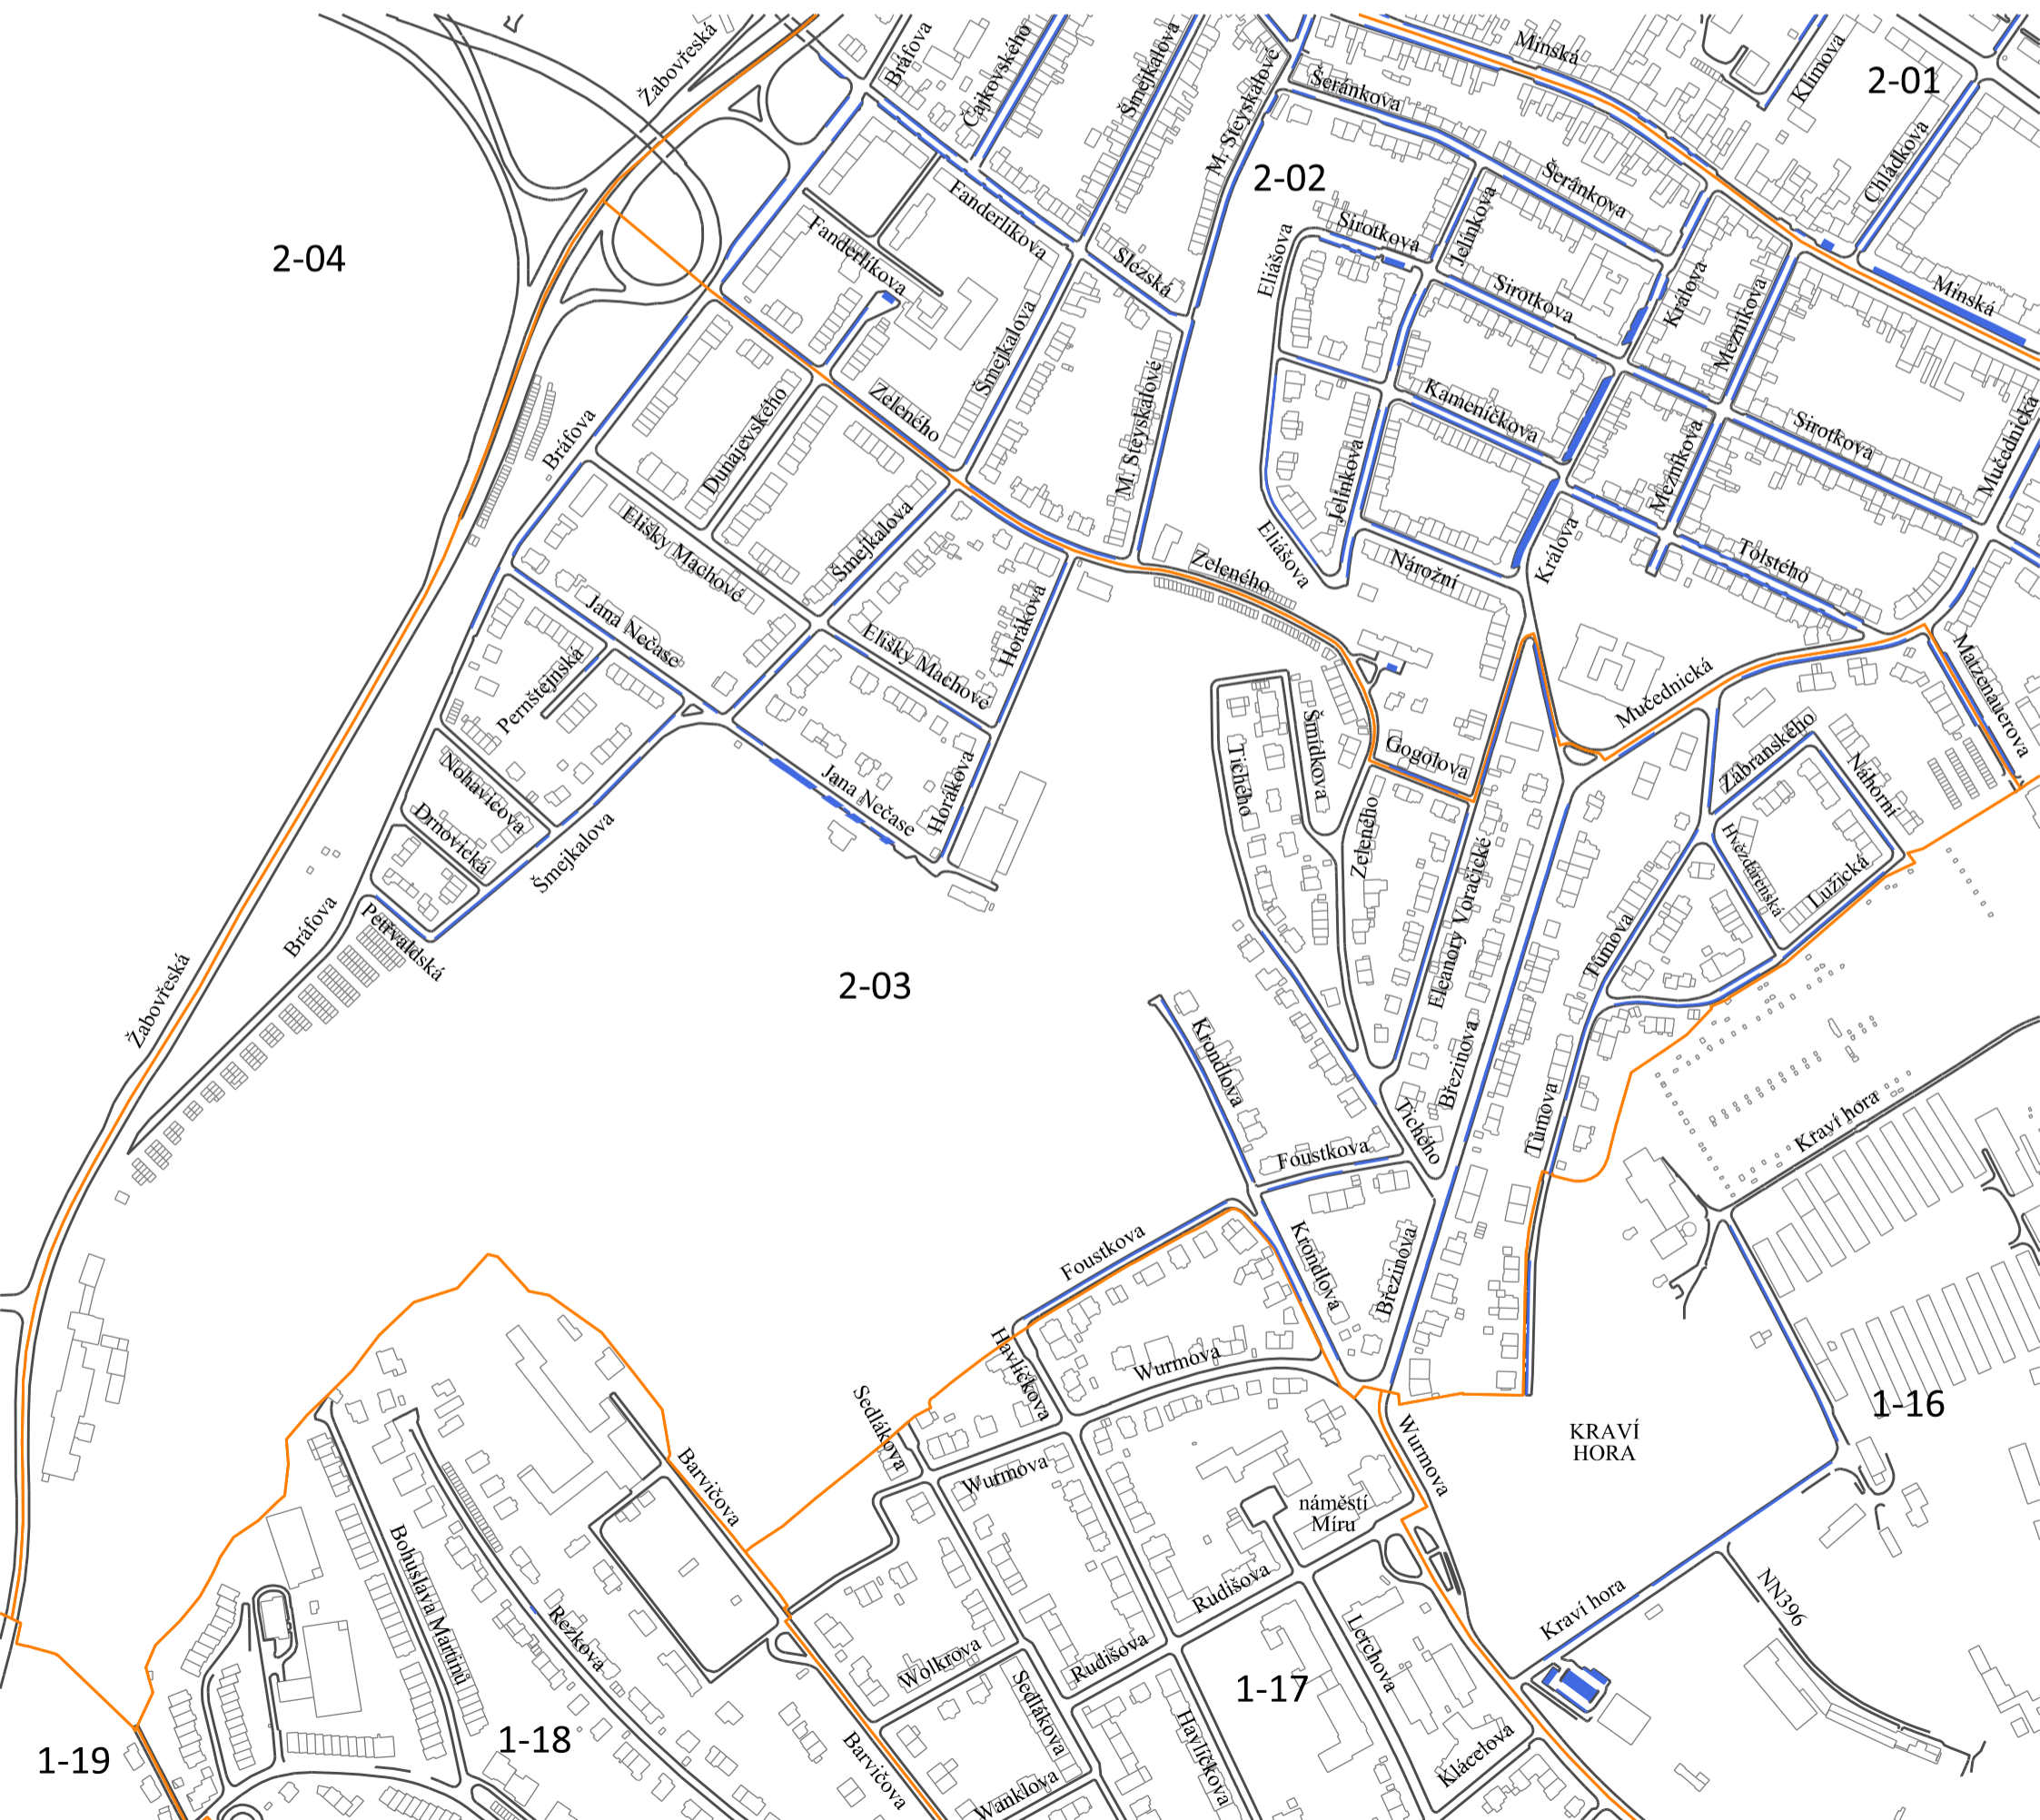 Žabovřeská
Bráfova
Čajkovského
Šmejkalova
M. Steyskalové
Šeránkova
Minská
Klímova
2-01
Chládkova
2-02
2-04
Fanderlíkova
Fanderlíkova
Slezská
Eliášova
Sirotkova
Jelínkova
Šeránkova
Sirotkova
Králova
Mezníkova
Minská
Šmejkalova
Zeleného
Bráfova
Dunajevského
M. Steyskalové
Kameníčkova
Jelínkova
Mezníkova
Sirotkova
Mučednická
Elišky Machové
Šmejkalova
Eliášova
Zeleného
Nárožní
Králova
Tolstého
Jana Nečase
Pernštejnská
Elišky Machové
Horákova
Mučednická
Matzenauerova
Nohavicova
Drnovická
Šmejkalova
Jana Nečase
Horákova
Tichého
Šmídkova
Gogolova
Zeleného
Zábranského
Náhorní
Hvězdárenská
Lužická
Bráfova
Petřvaldská
Žabovřeská
2-03
Eleanory Voračické
Tůmova
Krondlova
Březinova
Tichého
Tůmova
Kraví hora
Foustkova
Foustkova
Krondlova
Březinova
Havlíčkova
Wurmova
Sedlákova
Wurmova
Wurmova
KRAVÍ
HORA
1-16
Barvičova
náměstí
Míru
Bohuslava Martinů
Rezkova
Rudišova
Lerchova
Kraví hora
NN396
Wolkrova
Rudišova
Sedlákova
1-17
Havlíčkova
Klácelova
1-19
1-18
Barvičova
Wanklova